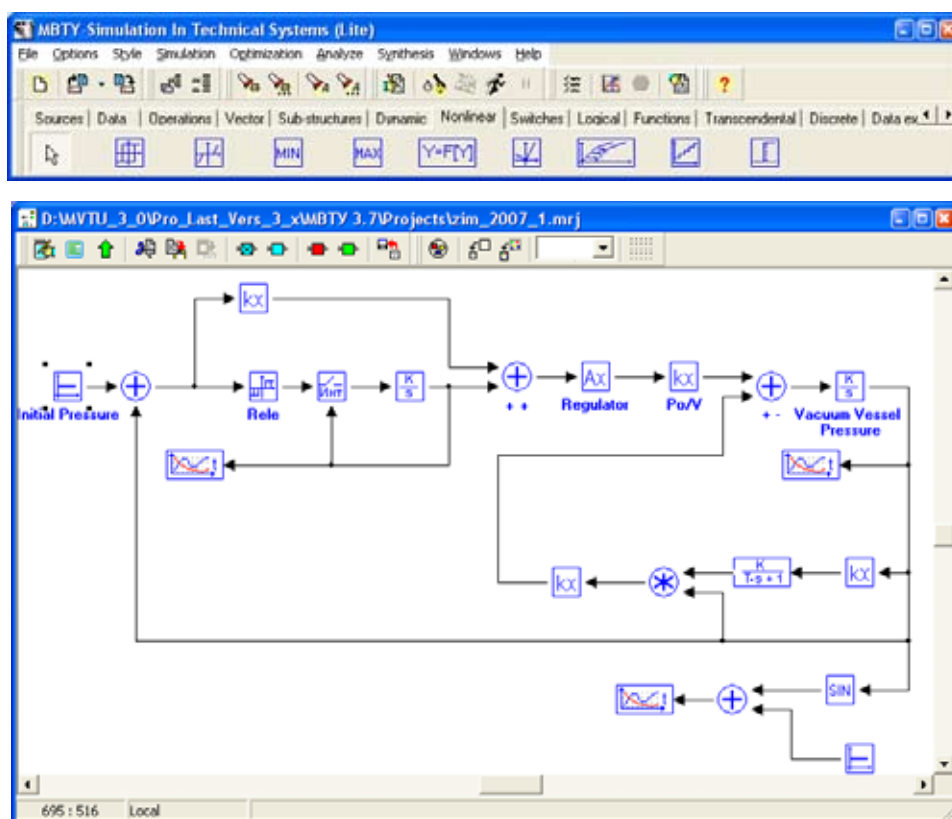 MBTY-Simulation In Technical Systems (Lite)
File Options Style Simulation Optimization Analyze Synthesis Windows Help
Sources Data Operations Vector Sub-structures Dynamic Nonlinear Switches Logical Functions Transcendental Discrete Data ex
MIN MAX Y=F[Y]
D:\MVTU_3_0\Pro_Last_Vers_3_x\MBTY 3.7\Projects\zim_2007_1.mrj
kx
Инт K s
Ax kx
K s
Initial Pressure
Rele
+ +
Regulator
Po/V
+ -
Vacuum Vessel
Pressure
t
t
kx
K T·s + 1
kx
t
SIN
695 : 516 Local